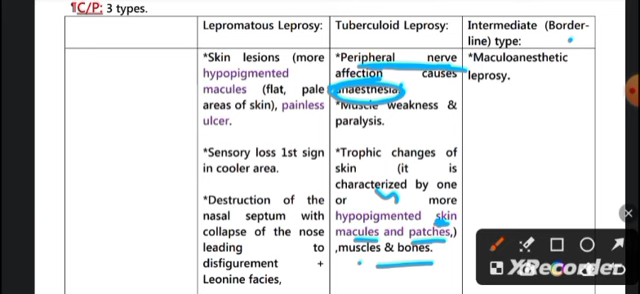 ¶C/P: 3 types.
Lepromatous Leprosy:
*Skin lesions (more
hypopigmented
macules (flat, pale
areas of skin), painless
ulcer.
*Sensory loss 1st sign
in cooler area.
*Destruction of the
nasal septum with
collapse of the nose
leading to
disfigurement +
Leonine facies,
Tuberculoid Leprosy:
*Peripheral nerve
affection causes
anaesthesia
*Muscle weakness &
paralysis.
*Trophic changes of
skin (it is
characterized by one
or more
hypopigmented skin
macules and patches,)
,muscles & bones.
Intermediate (Border-
line) type:
*Maculoanesthetic
leprosy.
XRecorder